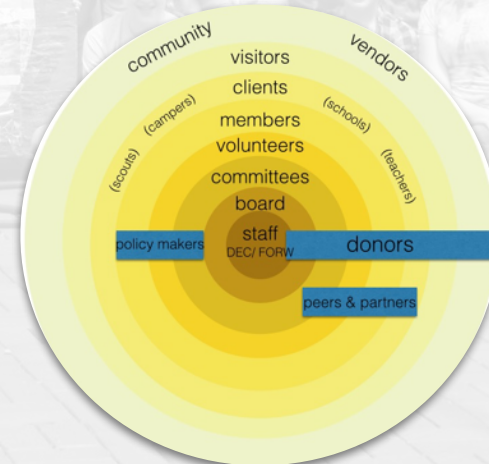 community
vendors
visitors
clients
(campers)
(schools)
members
(scouts)
volunteers
(teachers)
committees
board
staff
policy makers
donors
DEC/ FORW
peers & partners